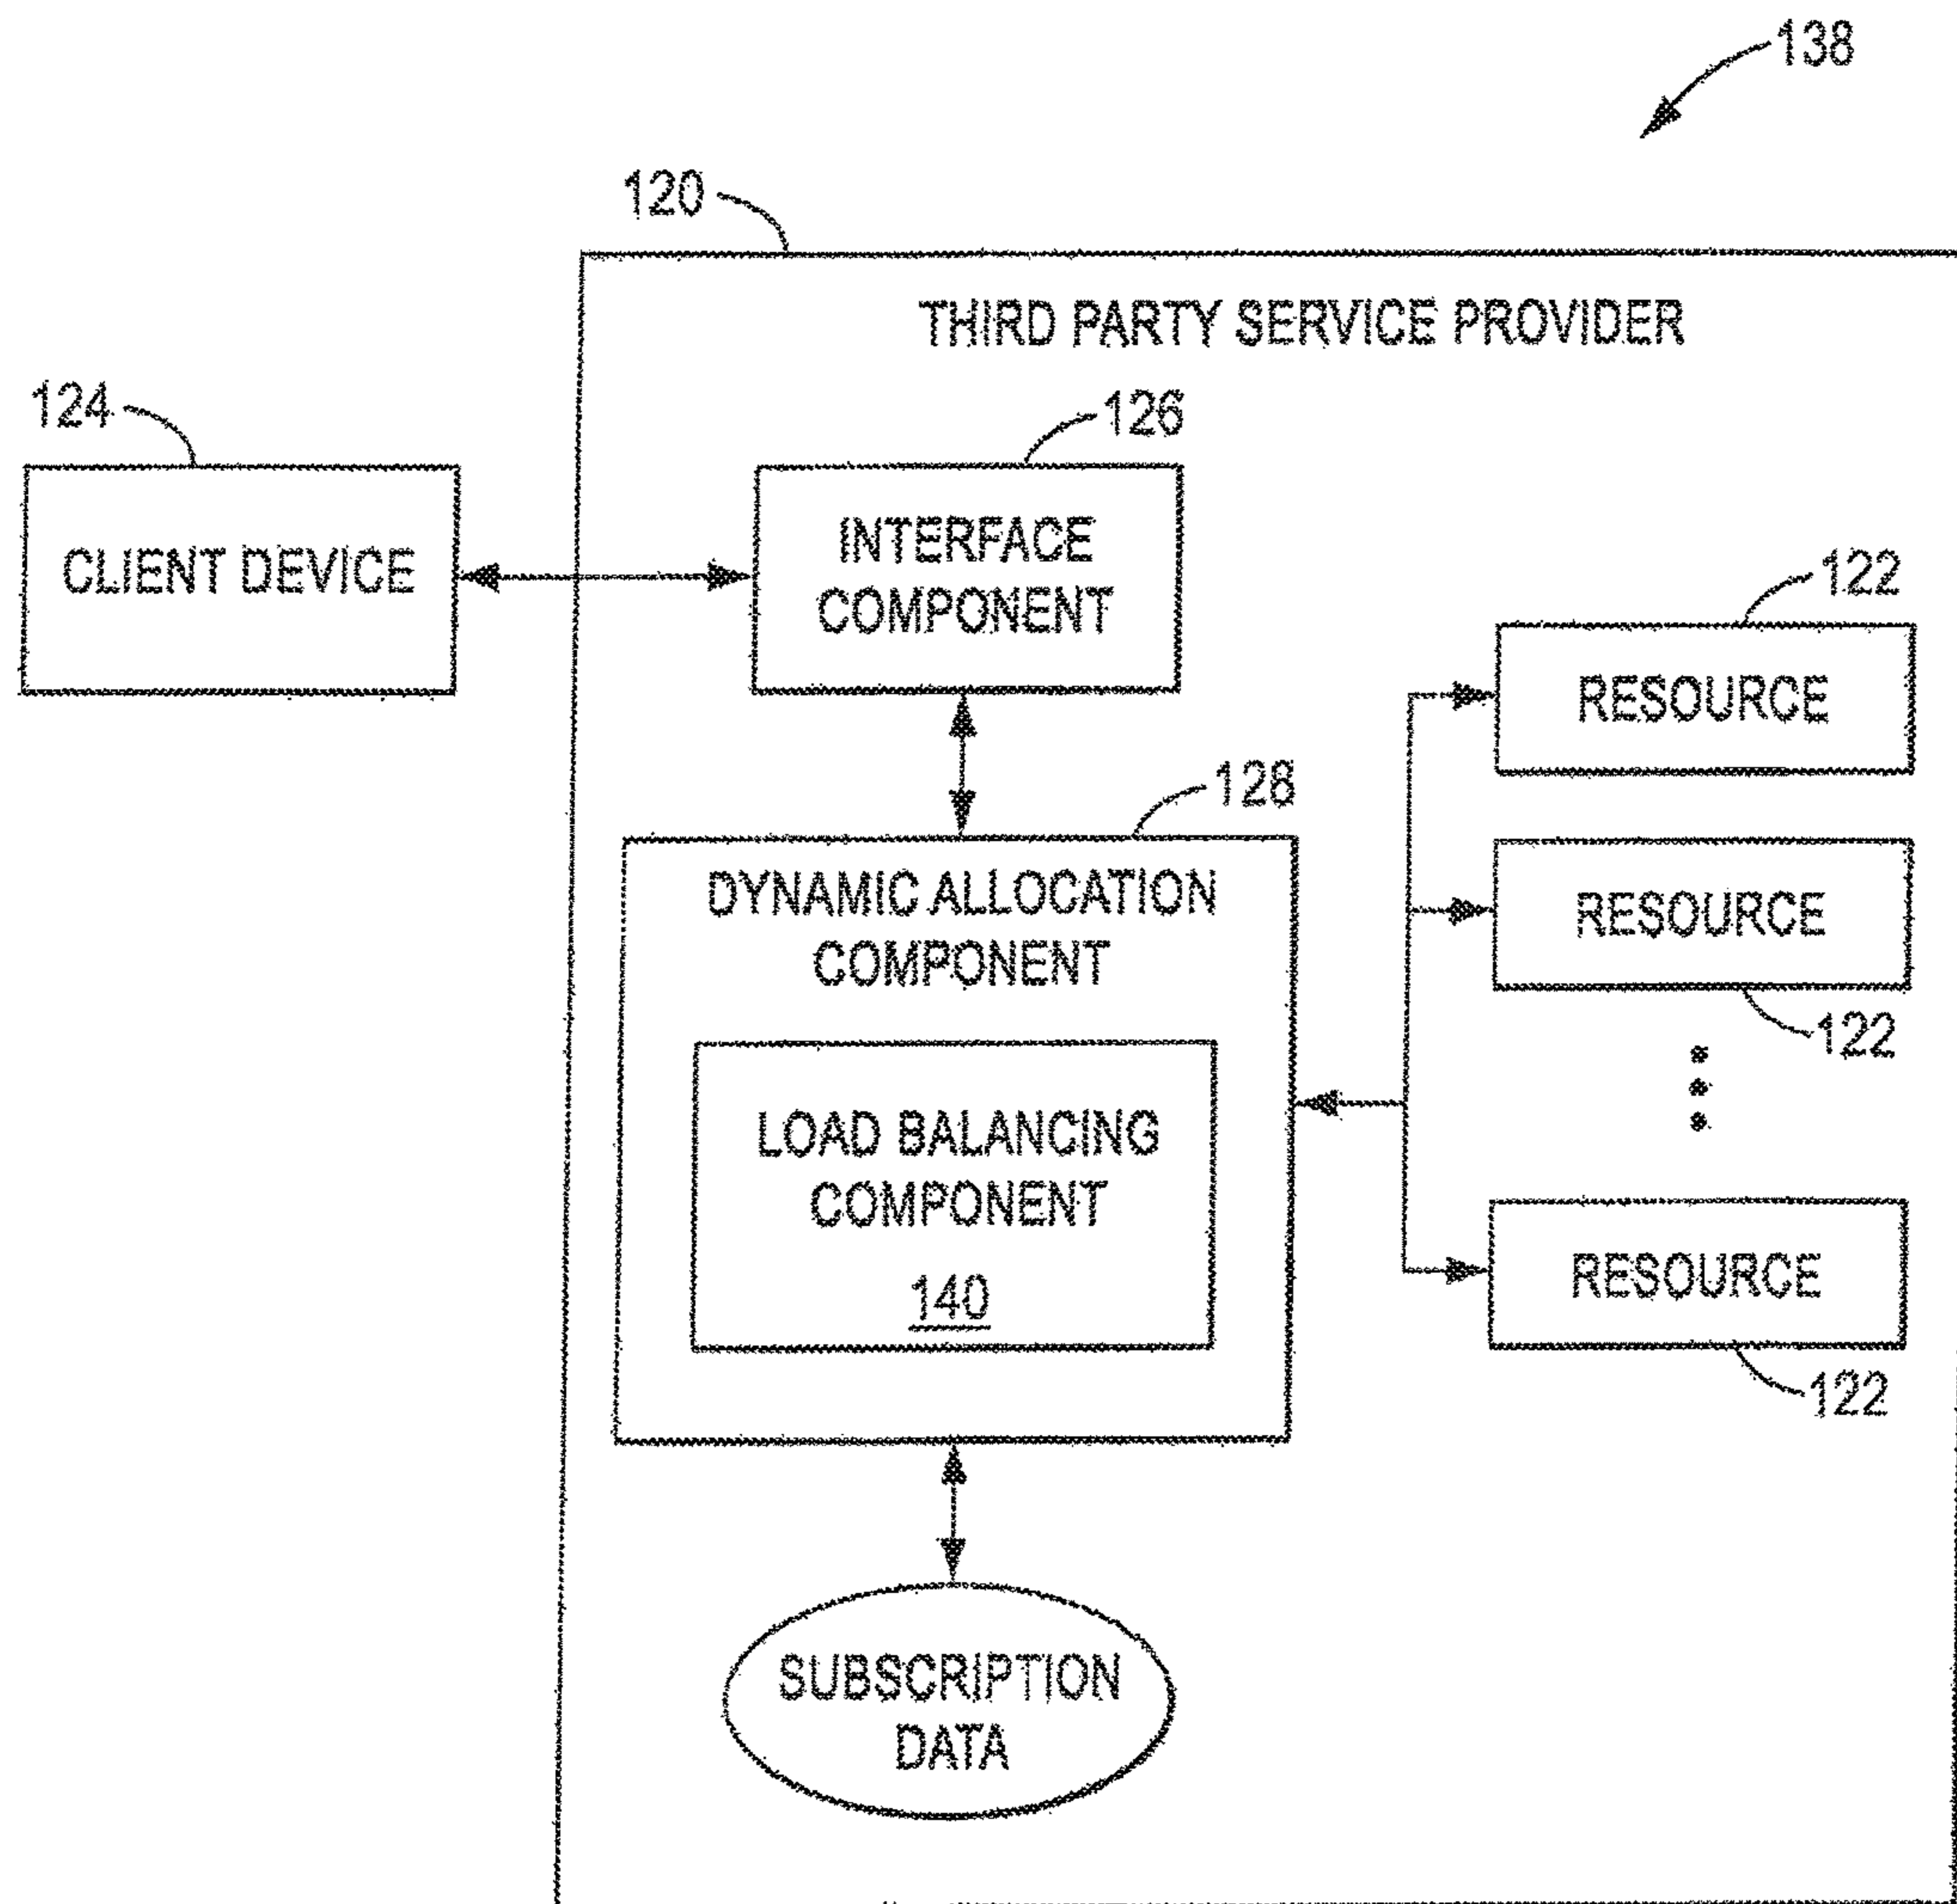 138
120
THIRD PARTY SERVICE PROVIDER
124
126
CLIENT DEVICE
INTERFACE
COMPONENT
122
RESOURCE
128
DYNAMIC ALLOCATION
COMPONENT
RESOURCE
122
LOAD BALANCING
COMPONENT
140
RESOURCE
122
SUBSCRIPTION
DATA